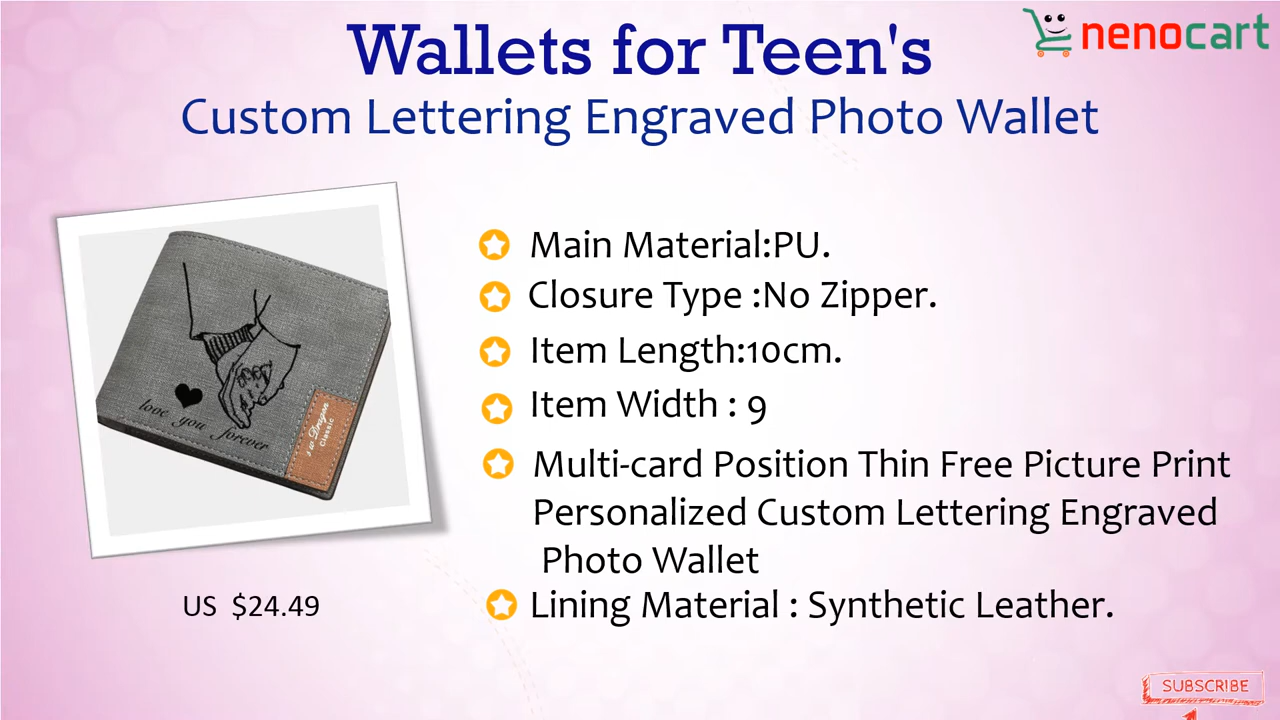 Wallets for Teen's
nenocart
Custom Lettering Engraved Photo Wallet
Main Material:PU.
Closure Type :No Zipper.
Item Length:10cm.
Item Width : 9
Multi-card Position Thin Free Picture Print
Personalized Custom Lettering Engraved
Photo Wallet
Lining Material : Synthetic Leather.
love you forever
Dragon
Classic
US $24.49
SUBSCRIBE